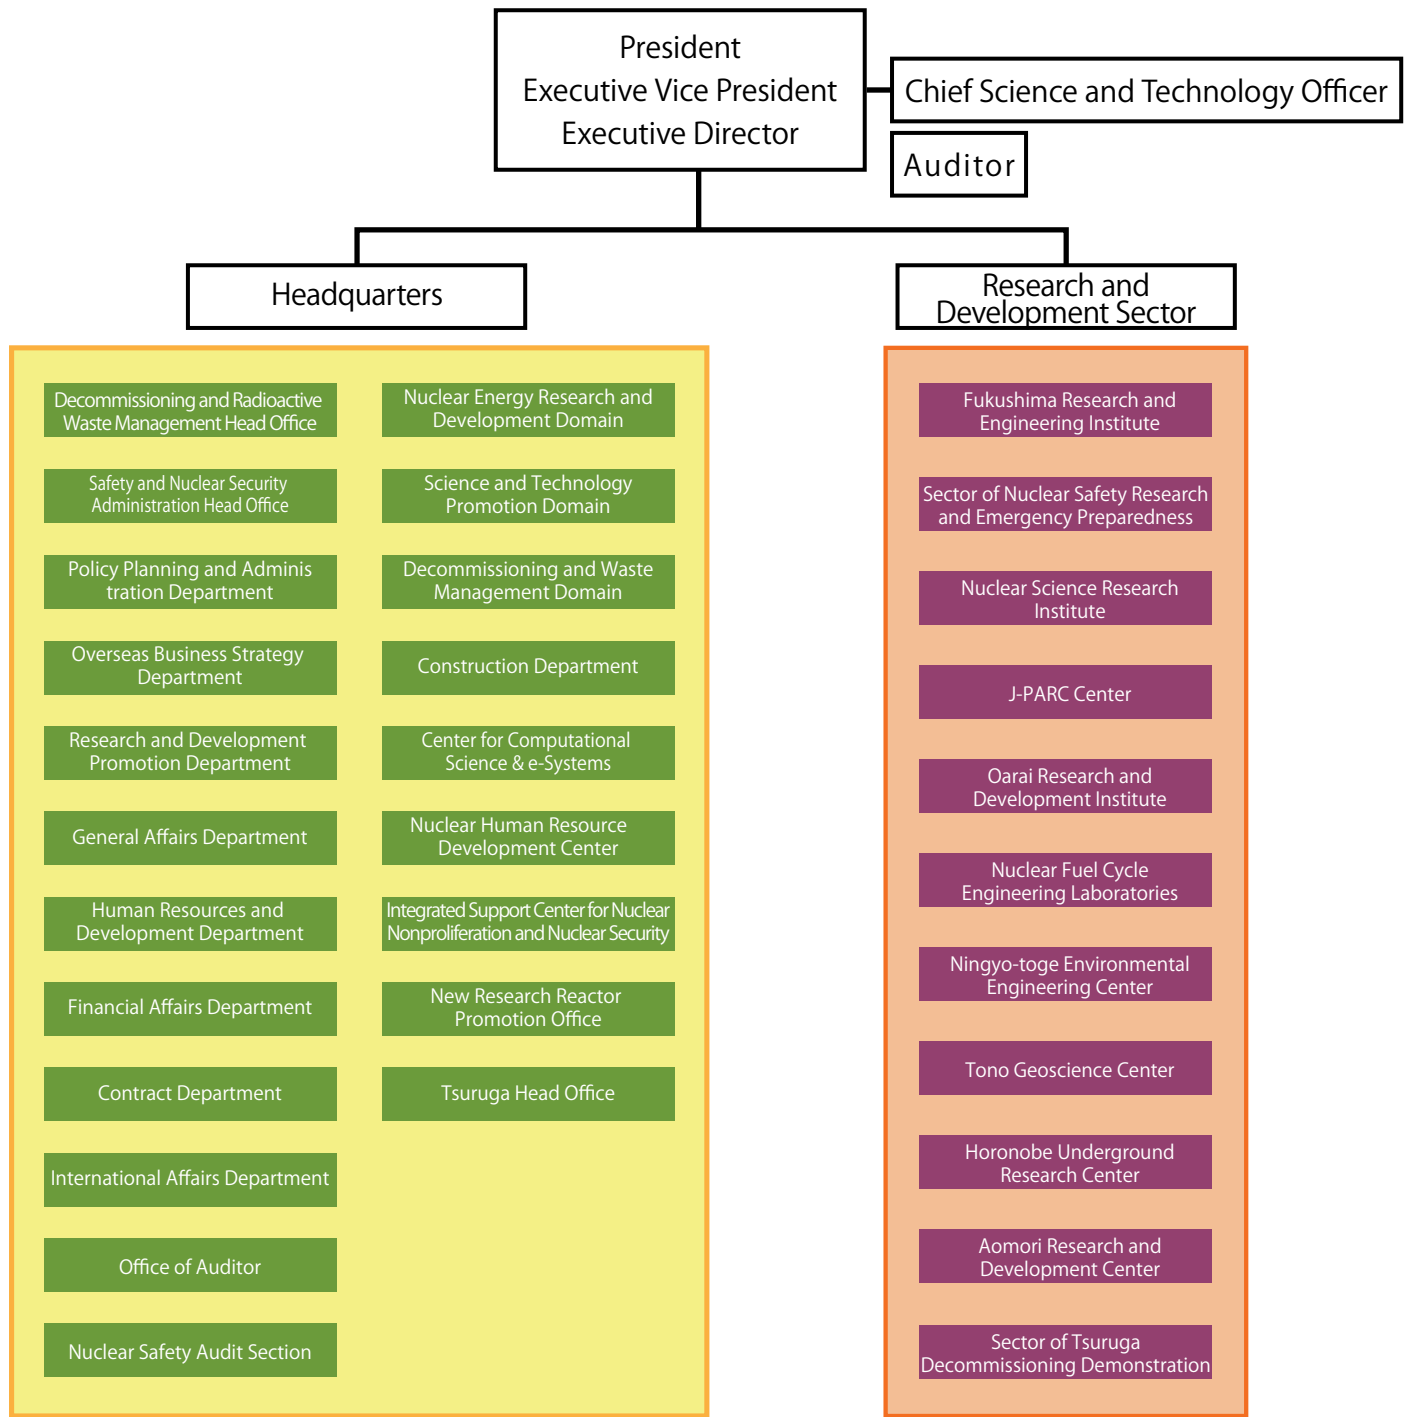 President
Executive Vice President
Executive Director
Chief Science and Technology Officer
Auditor
Headquarters
Research and
Development Sector
Decommissioning and Radioactive
Waste Management Head Office
Safety and Nuclear Security
Administration Head Office
Policy Planning and Adminis
tration Department
Overseas Business Strategy
Department
Research and Development
Promotion Department
General Affairs Department
Human Resources and
Development Department
Financial Affairs Department
Contract Department
International Affairs Department
Office of Auditor
Nuclear Safety Audit Section
Nuclear Energy Research and
Development Domain
Science and Technology
Promotion Domain
Decommissioning and Waste
Management Domain
Construction Department
Center for Computational
Science & e-Systems
Nuclear Human Resource
Development Center
Integrated Support Center for Nuclear
Nonproliferation and Nuclear Security
New Research Reactor
Promotion Office
Tsuruga Head Office
Fukushima Research and
Engineering Institute
Sector of Nuclear Safety Research
and Emergency Preparedness
Nuclear Science Research
Institute
J-PARC Center
Oarai Research and
Development Institute
Nuclear Fuel Cycle
Engineering Laboratories
Ningyo-toge Environmental
Engineering Center
Tono Geoscience Center
Horonobe Underground
Research Center
Aomori Research and
Development Center
Sector of Tsuruga
Decommissioning Demonstration